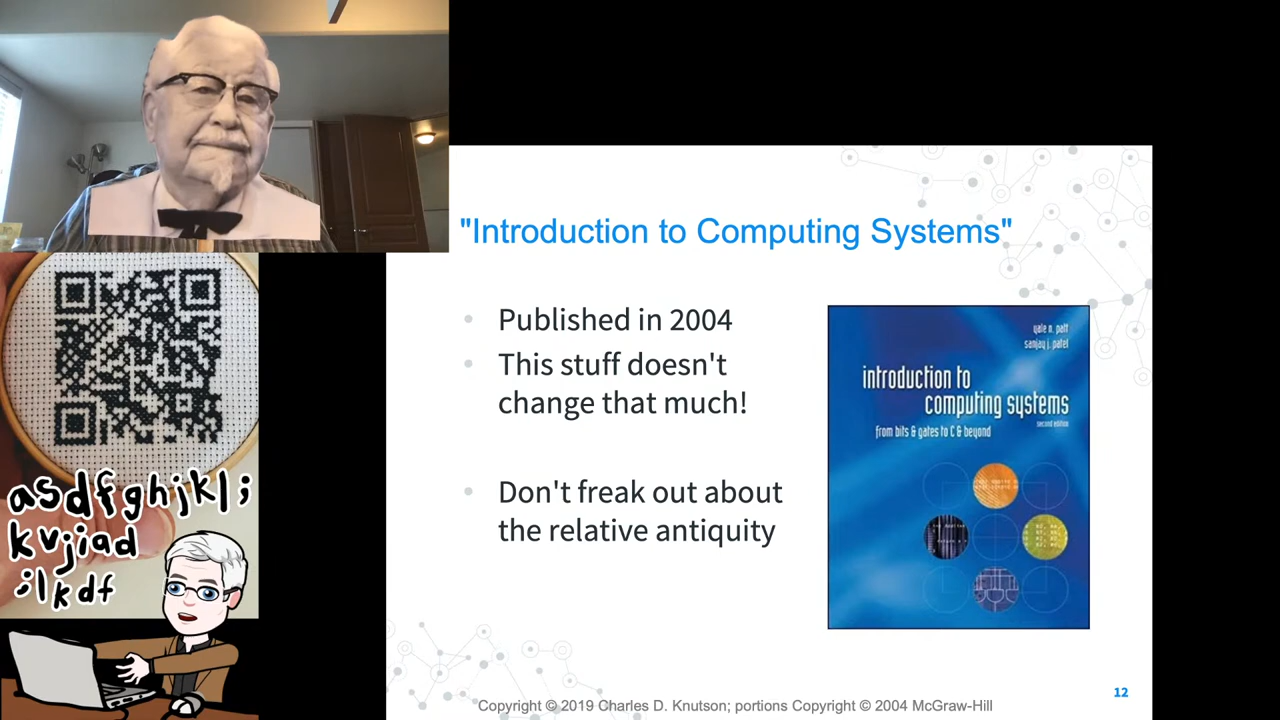 "Introduction to Computing Systems"
Published in 2004
This stuff doesn't
change that much!
Don't freak out about
the relative antiquity
yale n. patt
sanjay j. patel
introduction to
computing systems
second edition
from bits & gates to C & beyond
asdfghjkl;
kvjiad
;lkdf
12
Copyright © 2019 Charles D. Knutson; portions Copyright © 2004 McGraw-Hill